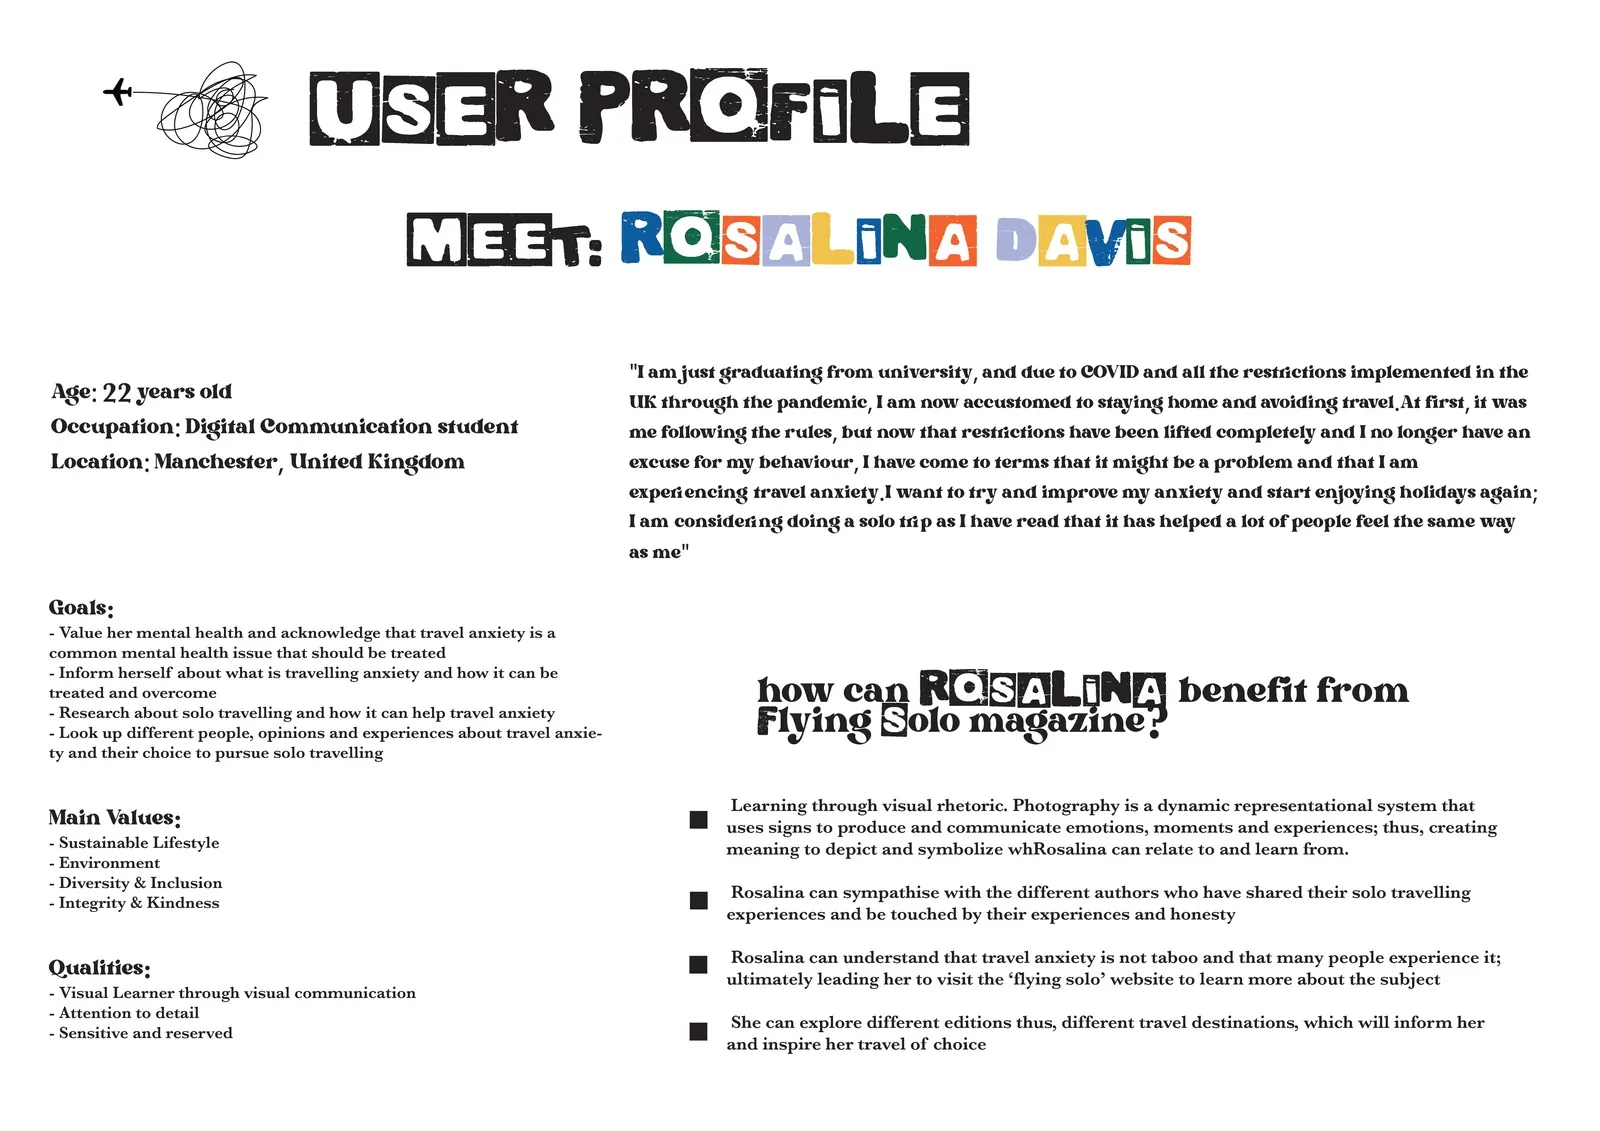 USER PROFILE
MEET: ROSALINA DAVIS
Age: 22 years old
Occupation: Digital Communication student
Location: Manchester, United Kingdom
"I am just graduating from university, and due to COVID and all the restrictions implemented in the
UK through the pandemic, I am now accustomed to staying home and avoiding travel.At first, it was
me following the rules, but now that restrictions have been lifted completely and I no longer have an
excuse for my behaviour, I have come to terms that it might be a problem and that I am
experiencing travel anxiety.I want to try and improve my anxiety and start enjoying holidays again;
I am considering doing a solo trip as I have read that it has helped a lot of people feel the same way
as me"
Goals:
- Value her mental health and acknowledge that travel anxiety is a
common mental health issue that should be treated
- Inform herself about what is travelling anxiety and how it can be
treated and overcome
- Research about solo travelling and how it can help travel anxiety
- Look up different people, opinions and experiences about travel anxie-
ty and their choice to pursue solo travelling
Main Values:
- Sustainable Lifestyle
- Environment
- Diversity & Inclusion
- Integrity & Kindness
Qualities:
- Visual Learner through visual communication
- Attention to detail
- Sensitive and reserved
how can ROSALINA benefit from
Flying Solo magazine?
Learning through visual rhetoric. Photography is a dynamic representational system that
uses signs to produce and communicate emotions, moments and experiences; thus, creating
meaning to depict and symbolize whRosalina can relate to and learn from.
Rosalina can sympathise with the different authors who have shared their solo travelling
experiences and be touched by their experiences and honesty
Rosalina can understand that travel anxiety is not taboo and that many people experience it;
ultimately leading her to visit the ‘flying solo’ website to learn more about the subject
She can explore different editions thus, different travel destinations, which will inform her
and inspire her travel of choice